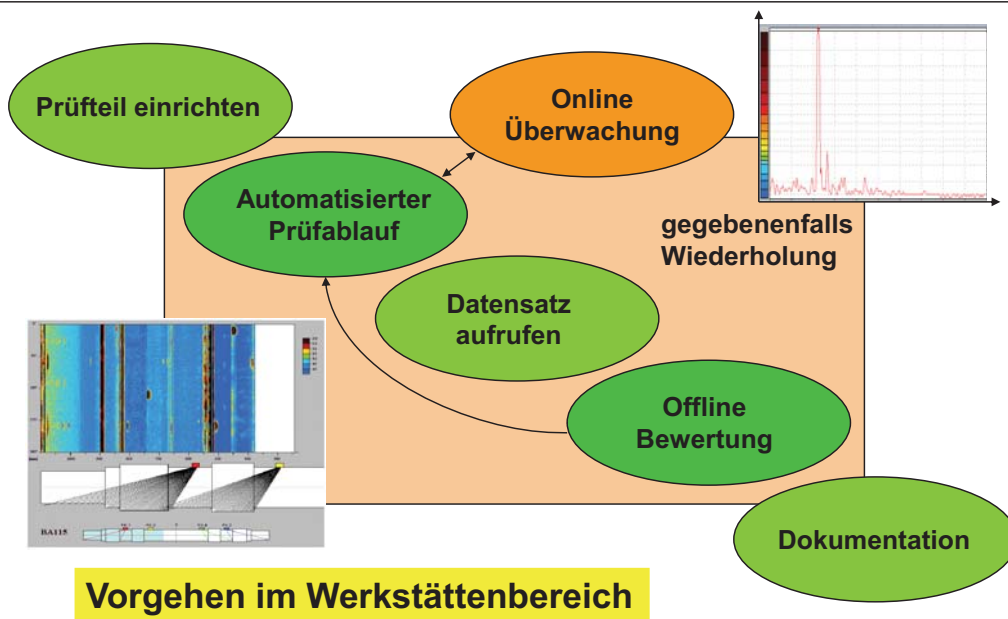 Prüfteil einrichten
Online
Überwachung
Automatisierter
Prüfablauf
gegebenenfalls
Wiederholung
Datensatz
aufrufen
Offline
Bewertung
BA115
Dokumentation
Vorgehen im Werkstättenbereich